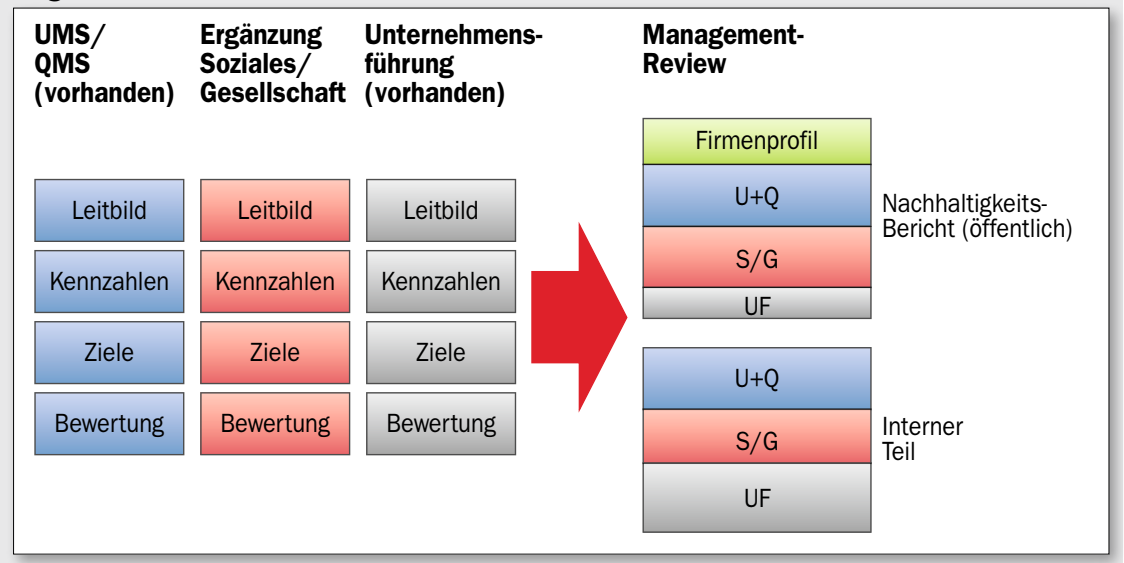 UMS/
QMS
(vorhanden)
Ergänzung
Soziales/
Gesellschaft
Unternehmens-
führung
(vorhanden)
Management-
Review
Leitbild
Leitbild
Leitbild
Kennzahlen
Kennzahlen
Kennzahlen
Ziele
Ziele
Ziele
Bewertung
Bewertung
Bewertung
Firmenprofil
U+Q
S/G
UF
Nachhaltigkeits-
Bericht (öffentlich)
U+Q
S/G
UF
Interner
Teil